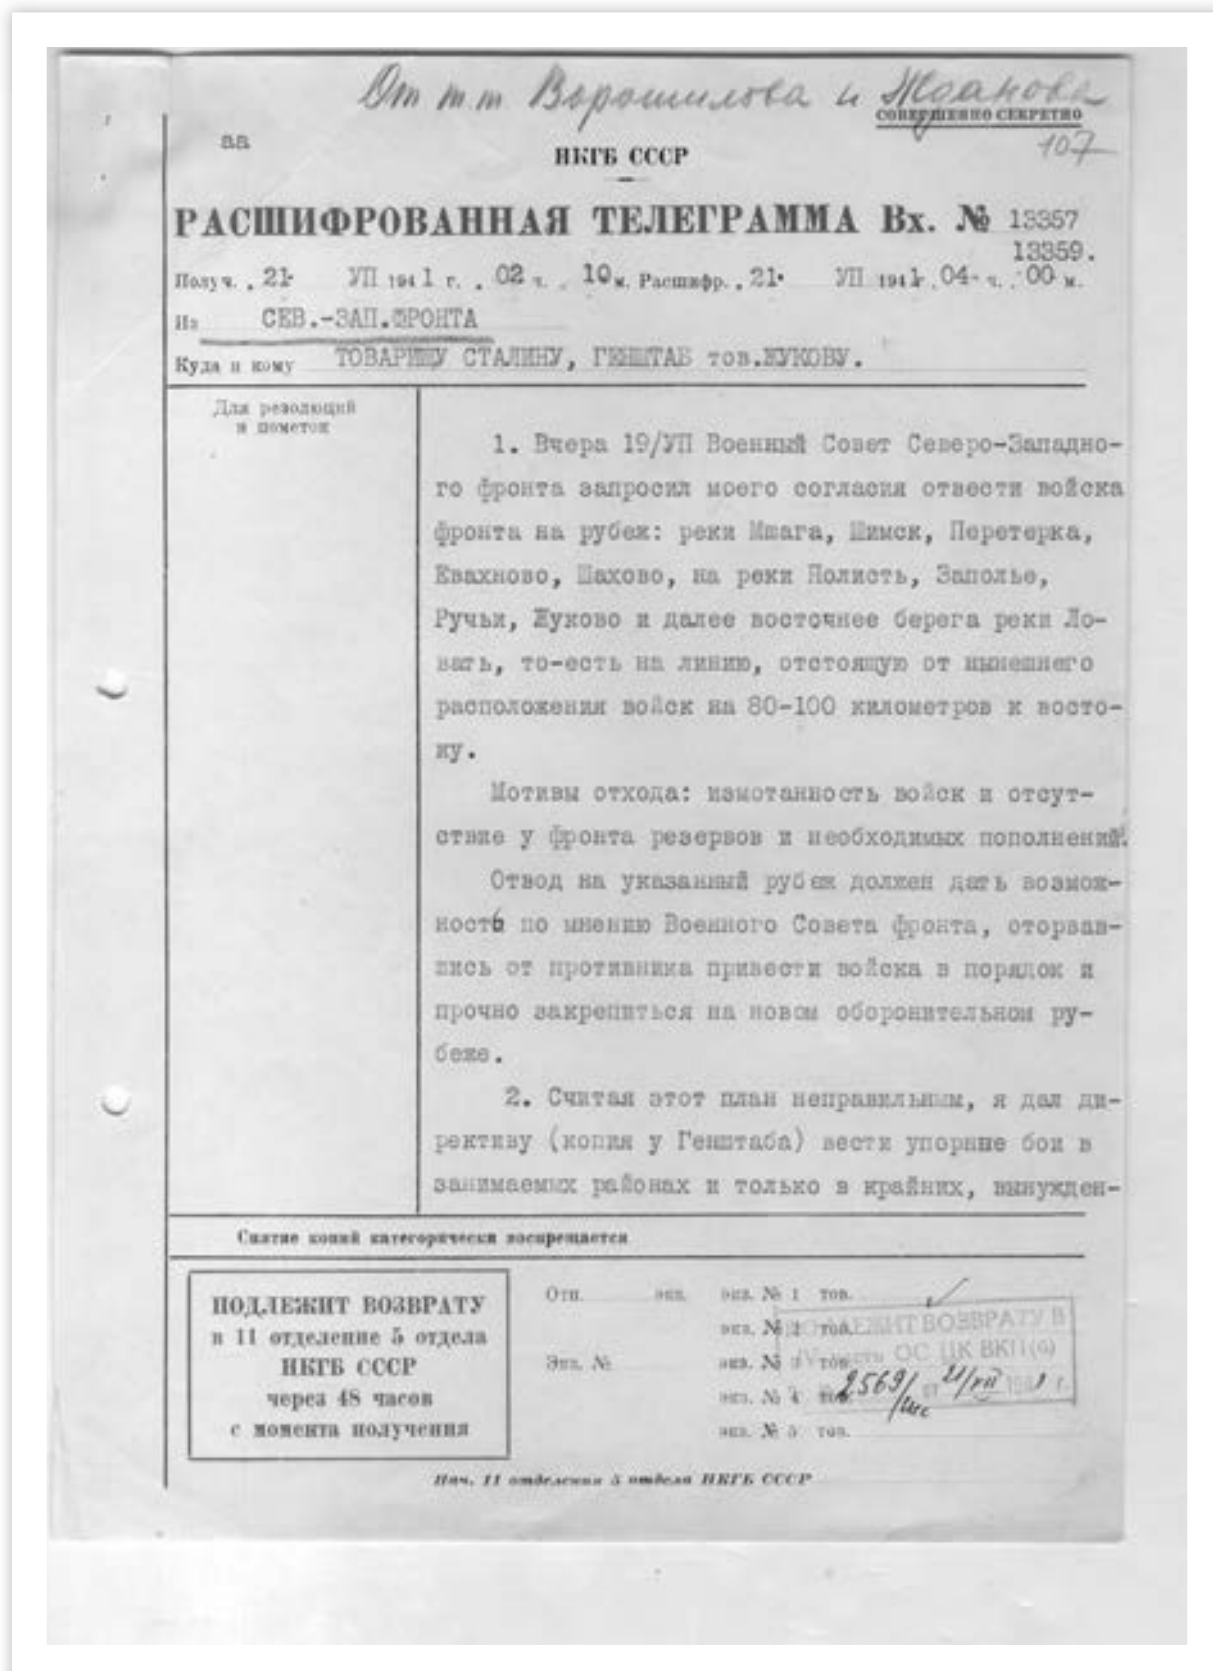 От т.т. Ворошилова и Жданова
СОВЕРШЕННО СЕКРЕТНО
107
аа
НКГБ СССР
РАСШИФРОВАННАЯ ТЕЛЕГРАММА Вх. № 13357
13359.
Получ. „ 21" УП 1941 г. „ 02 ч. „ 10 м. Расшифр. „ 21" УП 1941 г. 04 ч. 00 м.
Из СЕВ.-ЗАП.ФРОНТА
Куда и кому ТОВАРИЩУ СТАЛИНУ, ГЕНШТАБ тов.ЖУКОВУ.
Для резолюций
и пометок
1. Вчера 19/УП Военный Совет Северо-Западно-
го фронта запросил моего согласия отвести войска
фронта на рубеж: реки Мшага, Шимск, Перетерка,
Евахново, Шахово, на реки Полисть, Заполье,
Ручьи, Жуково и далее восточнее берега реки Ло-
вать, то-есть на линию, отстоящую от нынешнего
расположения войск на 80-100 километров к восто-
ку.
Мотивы отхода: измотанность войск и отсут-
ствие у фронта резервов и необходимых пополнений.
Отвод на указанный рубеж должен дать возмож-
ность по мнению Военного Совета фронта, оторвав-
шись от противника привести войска в порядок и
прочно закрепиться на новом оборонительном ру-
беже.
2. Считая этот план неправильным, я дал ди-
рективу (копия у Генштаба) вести упорные бои в
занимаемых районах и только в крайних, вынужден-
Снятие копий категорически воспрещается
ПОДЛЕЖИТ ВОЗВРАТУ
в 11 отделение 5 отдела
НКГБ СССР
через 48 часов
с момента получения
Отп. экз.
Экз. №
экз. № 1 тов.
экз. № 2 тов.
экз. № 3 тов.
экз. № 4 тов.
экз. № 5 тов.
ПОДЛЕЖИТ ВОЗВРАТУ В
часть ОС ЦК ВКП(б)
2569/шс от 21/VII 1941 г.
Нач. 11 отделения 5 отдела НКГБ СССР